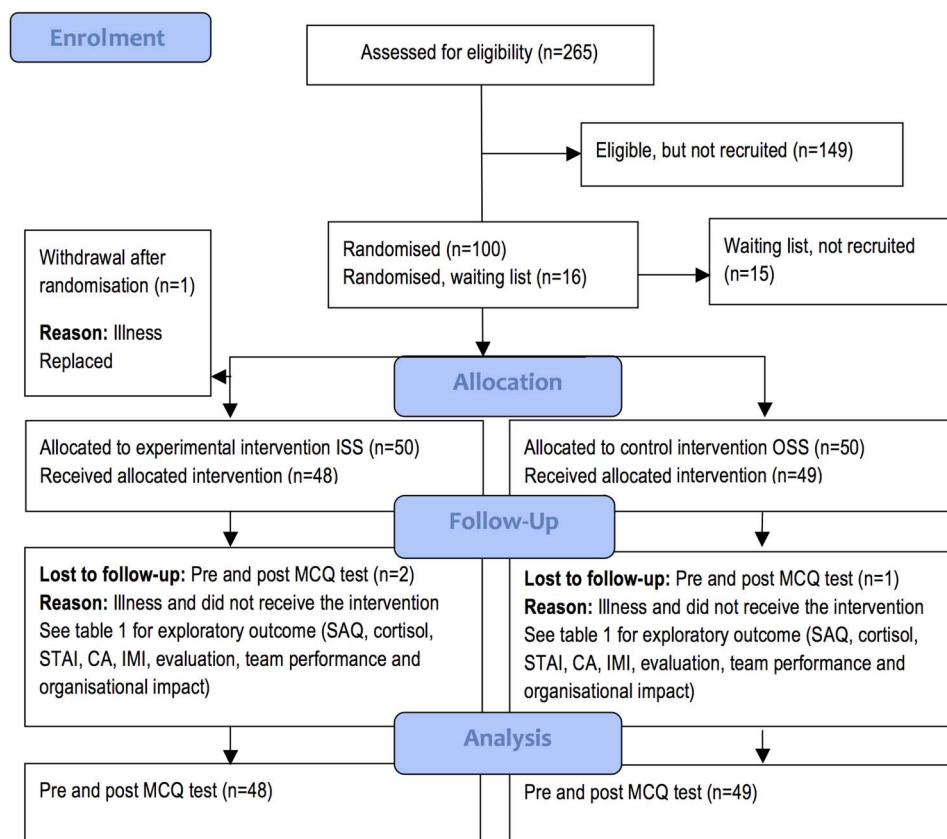 Enrolment
Assessed for eligibility (n=265)
Eligible, but not recruited (n=149)
Randomised (n=100)
Randomised, waiting list (n=16)
Waiting list, not recruited
(n=15)
Withdrawal after
randomisation (n=1)
Reason: Illness
Replaced
Allocation
Allocated to experimental intervention ISS (n=50)
Received allocated intervention (n=48)
Allocated to control intervention OSS (n=50)
Received allocated intervention (n=49)
Follow-Up
Lost to follow-up: Pre and post MCQ test (n=2)
Reason: Illness and did not receive the intervention
See table 1 for exploratory outcome (SAQ, cortisol,
STAI, CA, IMI, evaluation, team performance and
organisational impact)
Lost to follow-up: Pre and post MCQ test (n=1)
Reason: Illness and did not receive the intervention
See table 1 for exploratory outcome (SAQ, cortisol,
STAI, CA, IMI, evaluation, team performance and
organisational impact)
Analysis
Pre and post MCQ test (n=48)
Pre and post MCQ test (n=49)